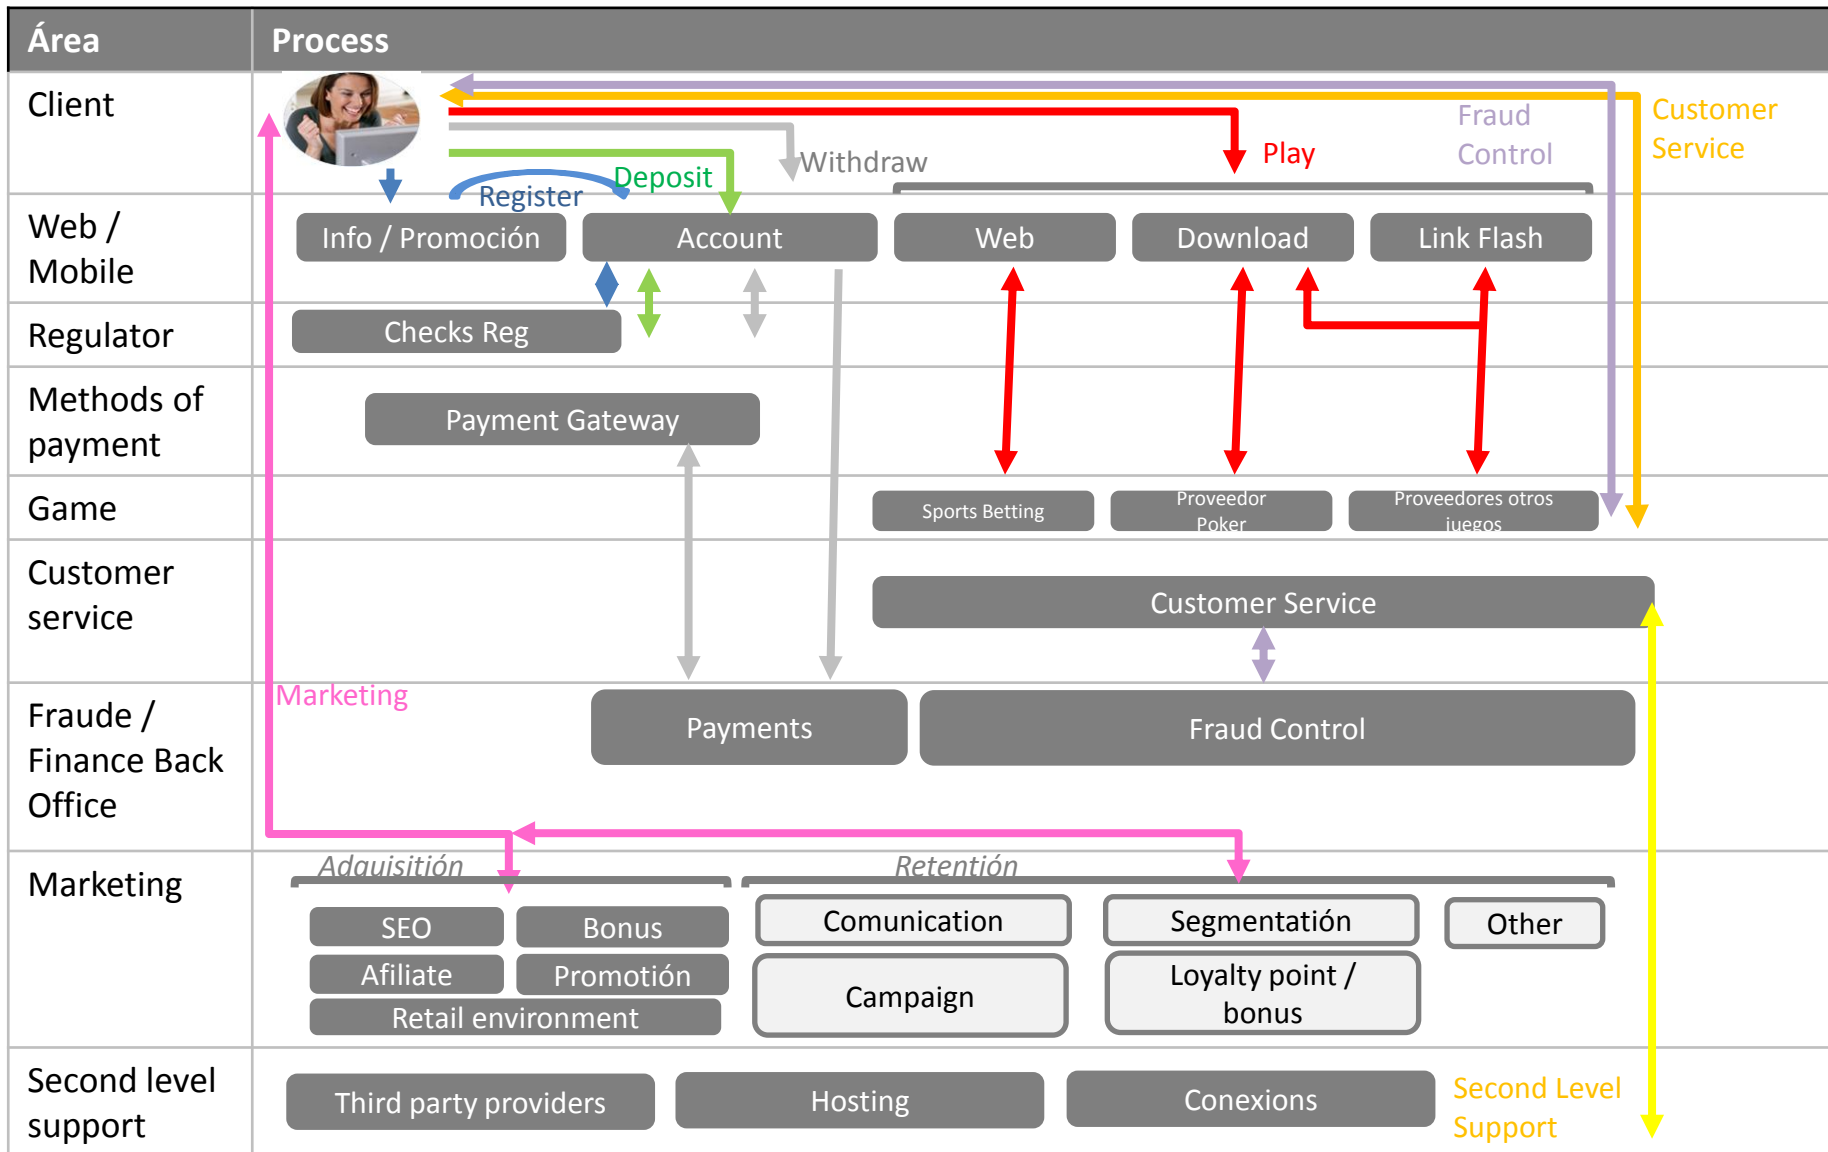 Área
Process
Client
Fraud
Control
Customer
Service
Play
Withdraw
Deposit
Register
Web /
Mobile
Info / Promoción
Account
Web
Download
Link Flash
Regulator
Checks Reg
Methods of
payment
Payment Gateway
Game
Sports Betting
Proveedor
Poker
Proveedores otros
juegos
Customer
service
Customer Service
Marketing
Fraude /
Finance Back
Office
Payments
Fraud Control
Marketing
Adquisitión
Retentión
SEO
Bonus
Comunication
Segmentatión
Other
Afiliate
Promotión
Campaign
Loyalty point /
bonus
Retail environment
Second level
support
Third party providers
Hosting
Conexions
Second Level
Support